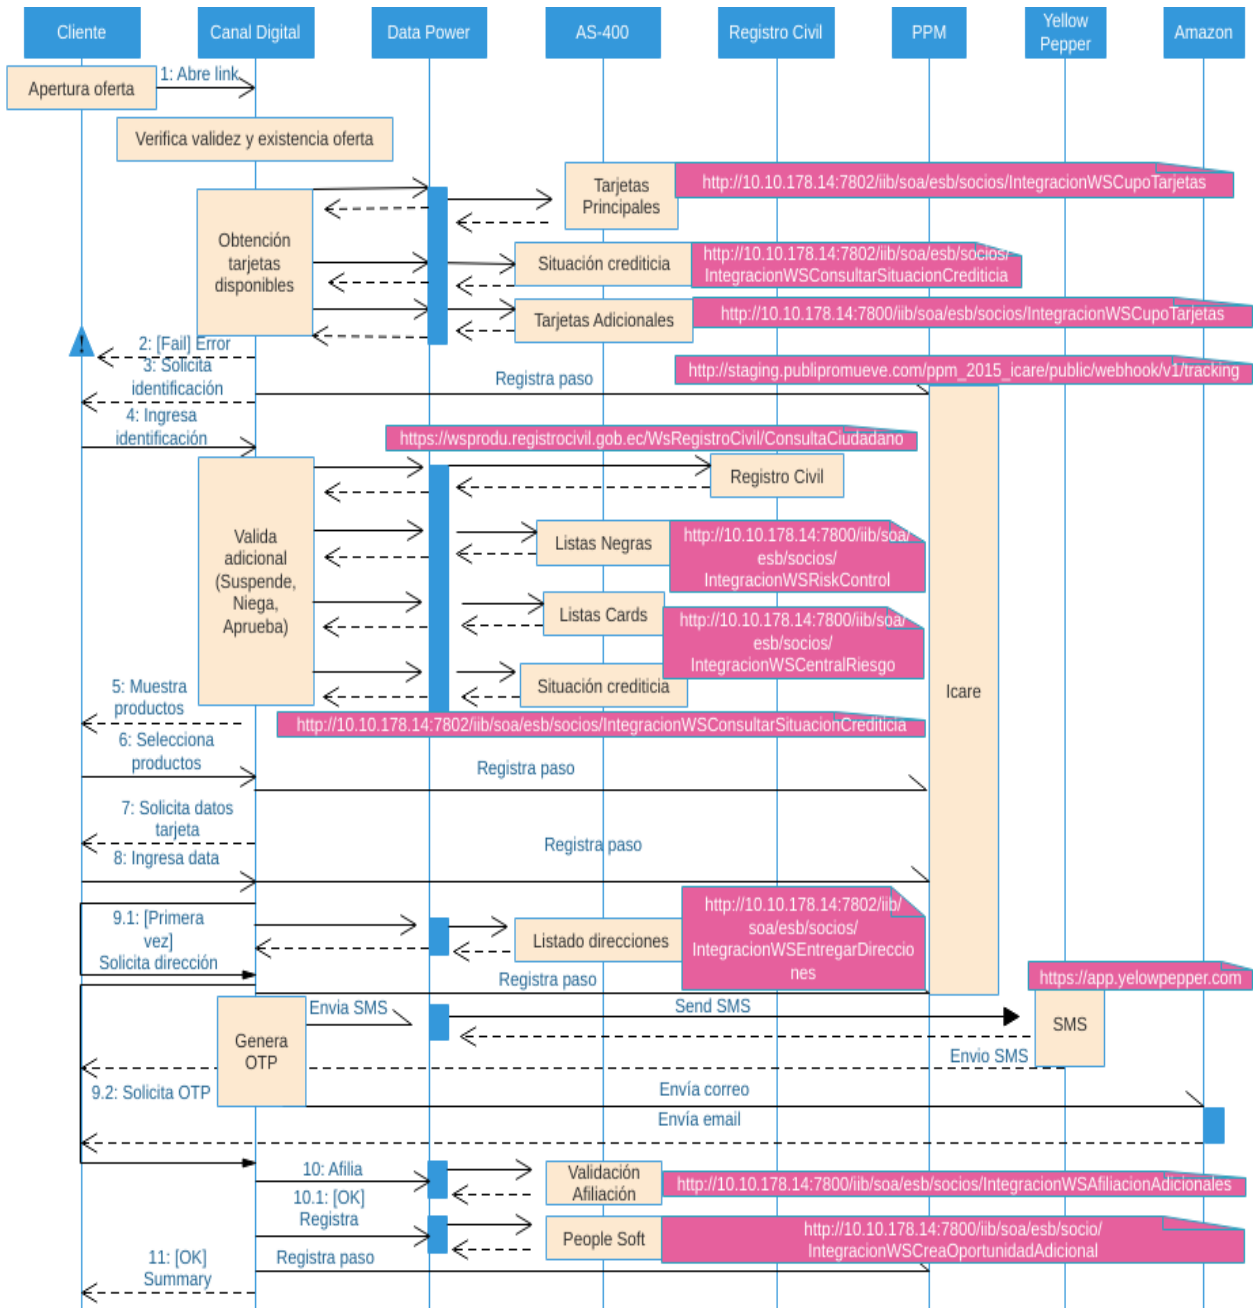 Cliente
Canal Digital
Data Power
AS-400
Registro Civil
PPM
Yellow
Pepper
Amazon
Apertura oferta
1: Abre link
Verifica validez y existencia oferta
Obtención
tarjetas
disponibles
Tarjetas
Principales
http://10.10.178.14:7802/iib/soa/esb/socios/IntegracionWSCupoTarjetas
Situación crediticia
http://10.10.178.14:7802/iib/soa/esb/socios/
IntegracionWSConsultarSituacionCrediticia
Tarjetas Adicionales
http://10.10.178.14:7800/iib/soa/esb/socios/IntegracionWSCupoTarjetas
!
2: [Fail] Error
3: Solicita
identificación
Registra paso
http://staging.publipromueve.com/ppm_2015_icare/public/webhook/v1/tracking
4: Ingresa
identificación
https://wsprodu.registrocivil.gob.ec/WsRegistroCivil/ConsultaCiudadano
Registro Civil
Valida
adicional
(Suspende,
Niega,
Aprueba)
Listas Negras
http://10.10.178.14:7800/iib/soa/
esb/socios/
IntegracionWSRiskControl
Listas Cards
http://10.10.178.14:7800/iib/soa/
esb/socios/
IntegracionWSCentralRiesgo
Situación crediticia
Icare
5: Muestra
productos
http://10.10.178.14:7802/iib/soa/esb/socios/IntegracionWSConsultarSituacionCrediticia
6: Selecciona
productos
Registra paso
7: Solicita datos
tarjeta
Registra paso
8: Ingresa data
9.1: [Primera
vez]
Solicita dirección
Listado direcciones
http://10.10.178.14:7802/iib/
soa/esb/socios/
IntegracionWSEntregarDireccio
nes
Registra paso
https://app.yelowpepper.com
Genera
OTP
Envia SMS
Send SMS
SMS
Envio SMS
9.2: Solicita OTP
Envía correo
Envía email
10: Afilia
Validación
Afiliación
http://10.10.178.14:7800/iib/soa/esb/socios/IntegracionWSAfiliacionAdicionales
10.1: [OK]
Registra
People Soft
http://10.10.178.14:7800/iib/soa/esb/socio/
IntegracionWSCreaOportunidadAdicional
Registra paso
11: [OK]
Summary